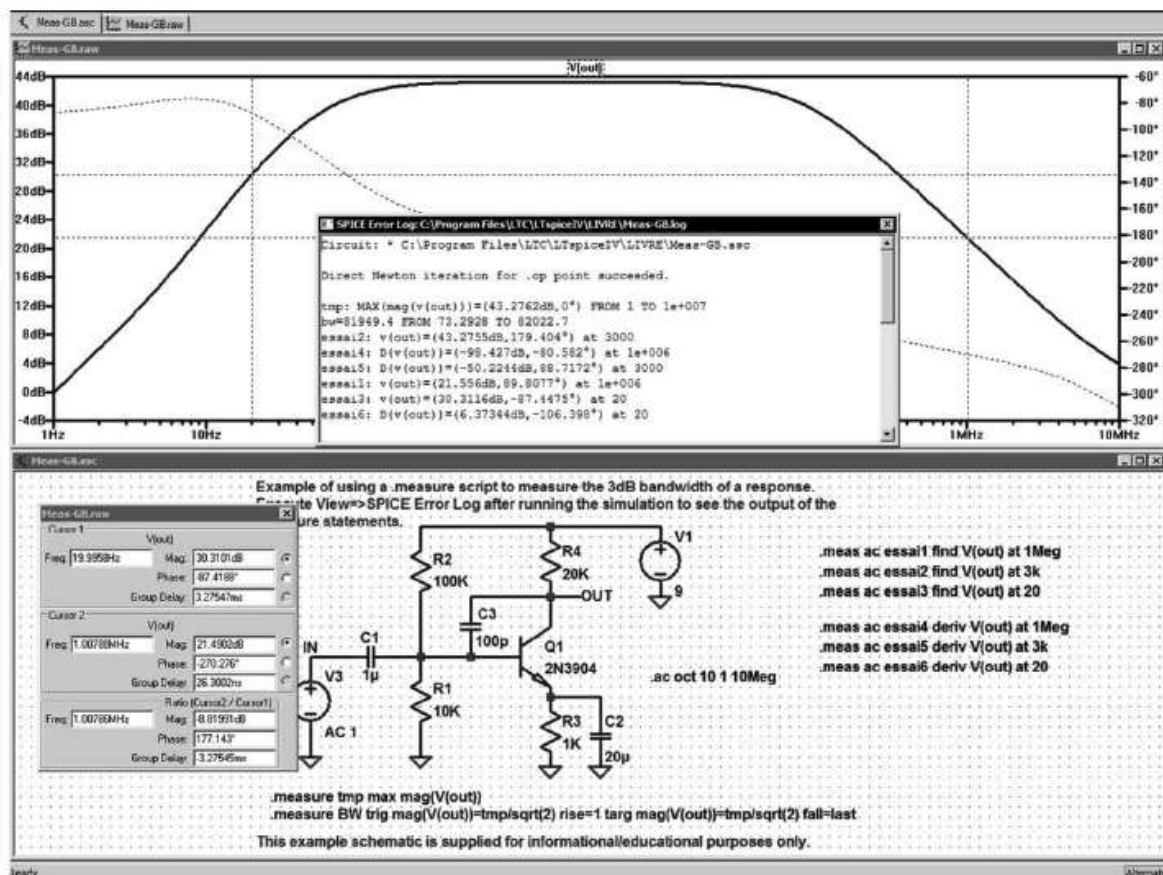 Meas-GB.asc
Meas-GB.raw
Meas-GB.raw
V(out)
44dB
40dB
36dB
32dB
28dB
24dB
20dB
16dB
12dB
8dB
4dB
0dB
-4dB
-60°
-80°
-100°
-120°
-140°
-160°
-180°
-200°
-220°
-240°
-260°
-280°
-300°
-320°
1Hz
10Hz
1MHz
10MHz
SPICE Error Log: C:\Program Files\LTC\LTspiceIV\LIVRE\Meas-GB.log
Circuit: * C:\Program Files\LTC\LTspiceIV\LIVRE\Meas-GB.asc
Direct Newton iteration for .op point succeeded.
tmp: MAX(mag(v(out)))=(43.2762dB,0°) FROM 1 TO 1e+007
bw=81949.4 FROM 73.2928 TO 82022.7
essai2: v(out)=(43.2755dB,179.404°) at 3000
essai4: D(v(out))=(-98.427dB,-80.582°) at 1e+006
essai5: D(v(out))=(-50.2244dB,88.7172°) at 3000
essai1: v(out)=(21.556dB,89.8077°) at 1e+006
essai3: v(out)=(30.3116dB,-87.4475°) at 20
essai6: D(v(out))=(6.37344dB,-106.398°) at 20
Meas-GB.asc
Example of using a .measure script to measure the 3dB bandwidth of a response.
Execute View=>SPICE Error Log after running the simulation to see the output of the
ure statements.
Meas-GB.raw
Cursor 1
V(out)
Freq: 19.9958Hz Mag: 30.3101dB
Phase: -87.4188°
Group Delay: 3.27547ms
Cursor 2
V(out)
Freq: 1.00788MHz Mag: 21.4902dB
Phase: -270.276°
Group Delay: 26.3002ns
Ratio (Cursor2 / Cursor1)
Freq: 1.00786MHz Mag: -8.81991dB
Phase: 177.143°
Group Delay: -3.27545ms
R2
100K
R4
20K
V1
9
OUT
C3
100p
IN
C1
1µ
Q1
2N3904
V3
AC 1
R1
10K
R3
1K
C2
20µ
.ac oct 10 1 10Meg
.meas ac essai1 find V(out) at 1Meg
.meas ac essai2 find V(out) at 3k
.meas ac essai3 find V(out) at 20
.meas ac essai4 deriv V(out) at 1Meg
.meas ac essai5 deriv V(out) at 3k
.meas ac essai6 deriv V(out) at 20
.measure tmp max mag(V(out))
.measure BW trig mag(V(out))=tmp/sqrt(2) rise=1 targ mag(V(out))=tmp/sqrt(2) fall=last
This example schematic is supplied for informational/educational purposes only.
Ready